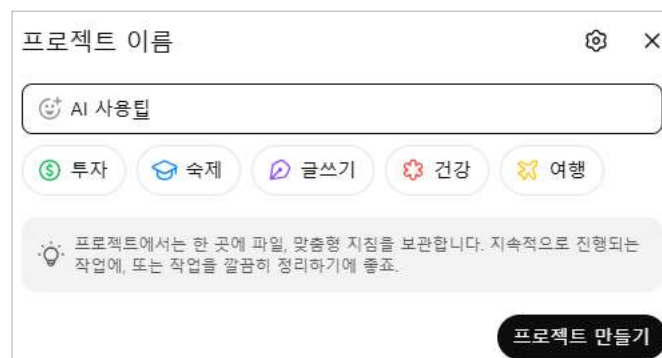 프로젝트 이름
AI 사용팁
투자 숙제 글쓰기 건강 여행
프로젝트에서는 한 곳에 파일, 맞춤형 지침을 보관합니다. 지속적으로 진행되는
작업에, 또는 작업을 깔끔히 정리하기에 좋죠.
프로젝트 만들기